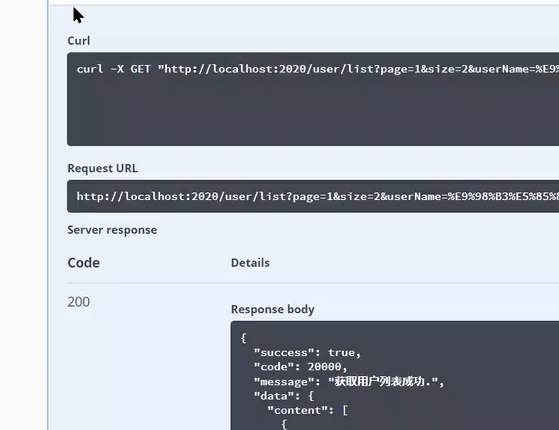 Curl
curl -X GET "http://localhost:2020/user/list?page=1&size=2&userName=%E9%
Request URL
http://localhost:2020/user/list?page=1&size=2&userName=%E9%98%B3%E5%85%8
Server response
Code
Details
200
Response body
{
"success": true,
"code": 20000,
"message": "获取用户列表成功.",
"data": {
"content": [
{